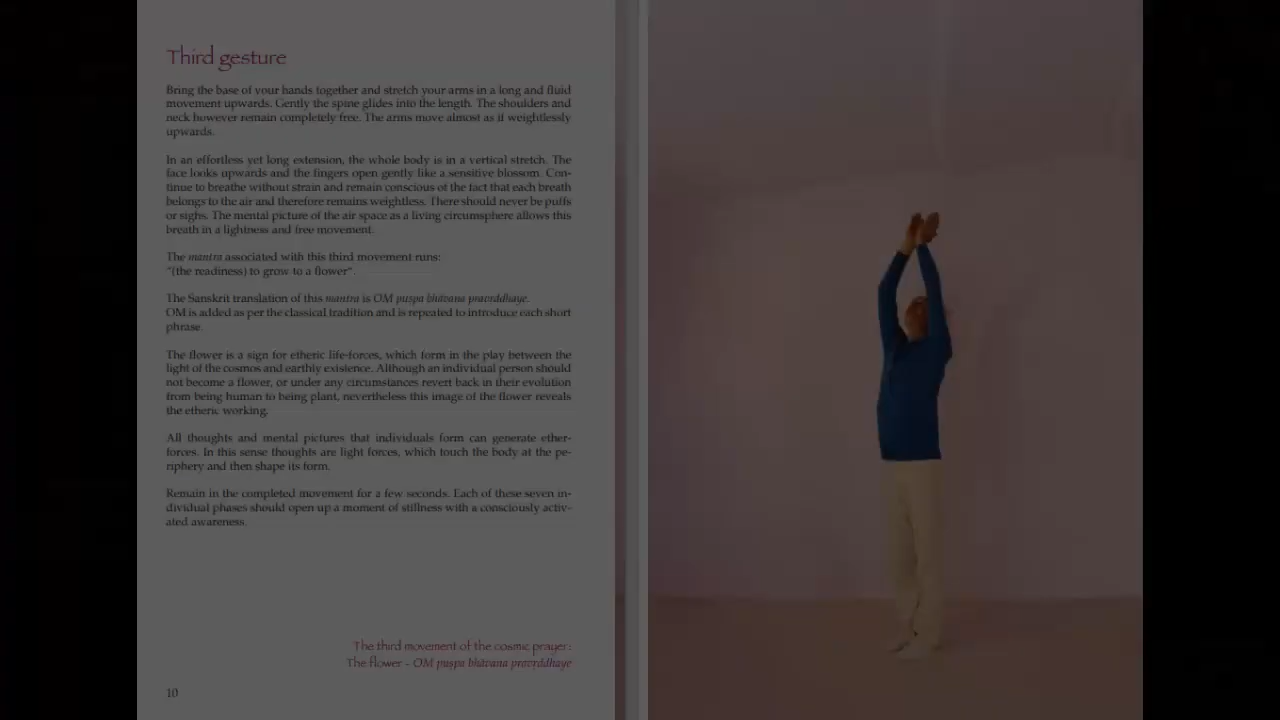 Third gesture
Bring the base of your hands together and stretch your arms in a long and fluid
movement upwards. Gently the spine glides into the length. The shoulders and
neck however remain completely free. The arms move almost as if weightlessly
upwards.
In an effortless yet long extension, the whole body is in a vertical stretch. The
face looks upwards and the fingers open gently like a sensitive blossom. Con-
tinue to breathe without strain and remain conscious of the fact that each breath
belongs to the air and therefore remains weightless. There should never be puffs
or sighs. The mental picture of the air space as a living circumsphere allows this
breath in a lightness and free movement.
The mantra associated with this third movement runs:
"(the readiness) to grow to a flower".
The Sanskrit translation of this mantra is OM puṣpa bhāvana pravṛddhaye.
OM is added as per the classical tradition and is repeated to introduce each short
phrase.
The flower is a sign for etheric life-forces, which form in the play between the
light of the cosmos and earthly existence. Although an individual person should
not become a flower, or under any circumstances revert back in their evolution
from being human to being plant, nevertheless this image of the flower reveals
the etheric working.
All thoughts and mental pictures that individuals form can generate ether-
forces. In this sense thoughts are light forces, which touch the body at the pe-
riphery and then shape its form.
Remain in the completed movement for a few seconds. Each of these seven in-
dividual phases should open up a moment of stillness with a consciously activ-
ated awareness.
The third movement of the cosmic prayer:
The flower - OM puṣpa bhāvana pravṛddhaye
10